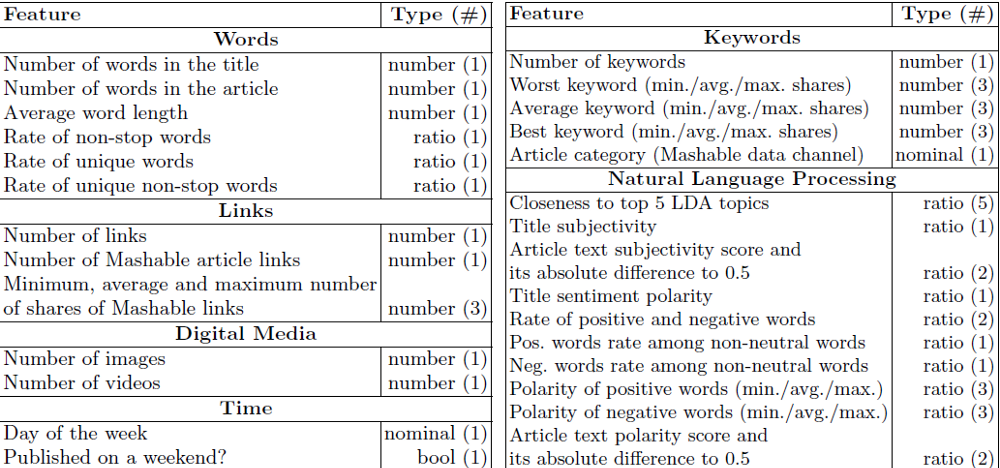 Feature Type (#)
Words
Number of words in the title number (1)
Number of words in the article number (1)
Average word length number (1)
Rate of non-stop words ratio (1)
Rate of unique words ratio (1)
Rate of unique non-stop words ratio (1)
Links
Number of links number (1)
Number of Mashable article links number (1)
Minimum, average and maximum number
of shares of Mashable links number (3)
Digital Media
Number of images number (1)
Number of videos number (1)
Time
Day of the week nominal (1)
Published on a weekend? bool (1)
Feature Type (#)
Keywords
Number of keywords number (1)
Worst keyword (min./avg./max. shares) number (3)
Average keyword (min./avg./max. shares) number (3)
Best keyword (min./avg./max. shares) number (3)
Article category (Mashable data channel) nominal (1)
Natural Language Processing
Closeness to top 5 LDA topics ratio (5)
Title subjectivity ratio (1)
Article text subjectivity score and
its absolute difference to 0.5 ratio (2)
Title sentiment polarity ratio (1)
Rate of positive and negative words ratio (2)
Pos. words rate among non-neutral words ratio (1)
Neg. words rate among non-neutral words ratio (1)
Polarity of positive words (min./avg./max.) ratio (3)
Polarity of negative words (min./avg./max.) ratio (3)
Article text polarity score and
its absolute difference to 0.5 ratio (2)